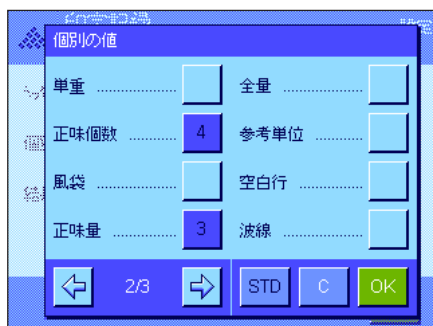 個別の値
単重 ................
全量 ................
正味個数 .......... 4
参考単位 ..........
風袋 ................
空白行 .............
正味量 ............. 3
波線 ................
2/3 STD C OK